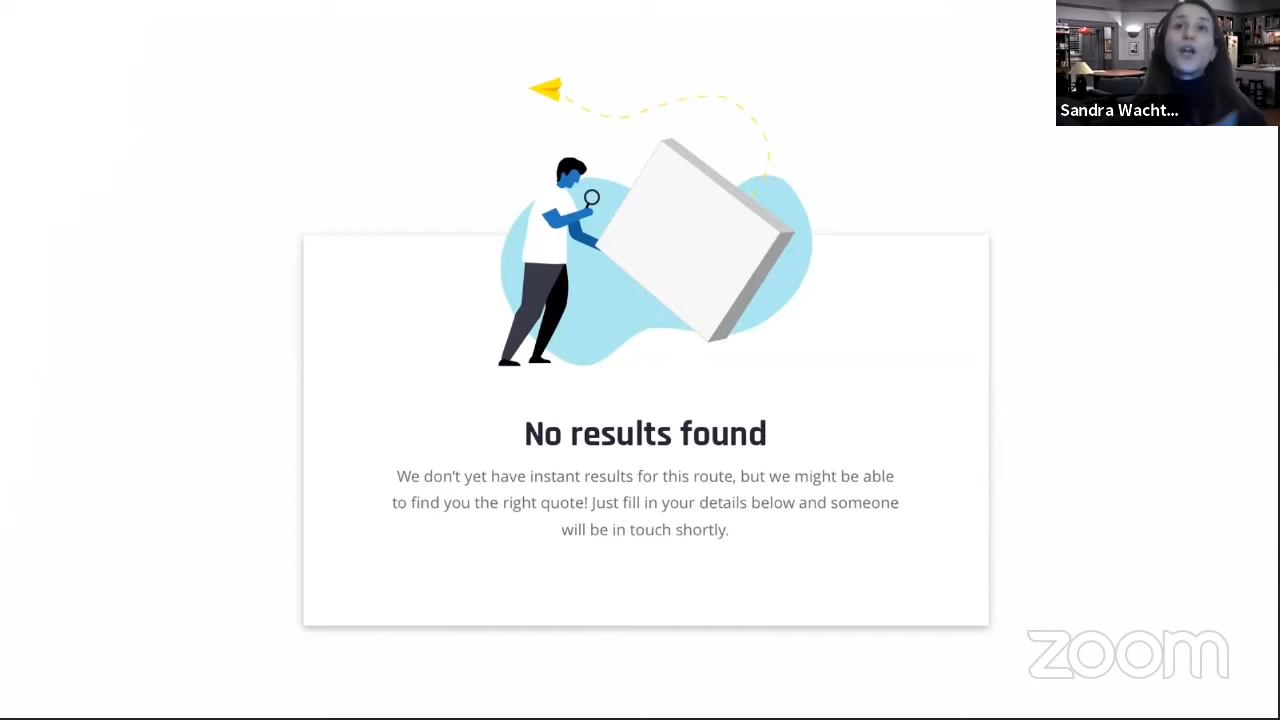 Sandra Wacht...
No results found
We don't yet have instant results for this route, but we might be able
to find you the right quote! Just fill in your details below and someone
will be in touch shortly.
zoom